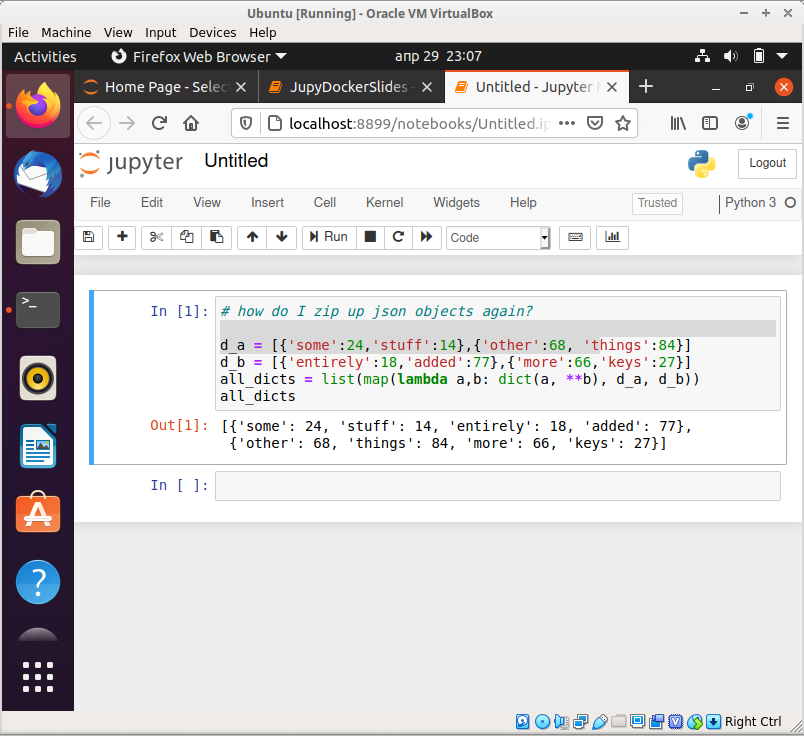 Ubuntu [Running] - Oracle VM VirtualBox
File Machine View Input Devices Help
Activities Firefox Web Browser апр 29 23:07
Home Page - Selec JupyDockerSlides - Untitled - Jupyter N
localhost:8899/notebooks/Untitled.ip
jupyter Untitled Logout
File Edit View Insert Cell Kernel Widgets Help Trusted Python 3
Run Code
In [1]: # how do I zip up json objects again?
d_a = [{'some':24,'stuff':14},{'other':68, 'things':84}]
d_b = [{'entirely':18,'added':77},{'more':66,'keys':27}]
all_dicts = list(map(lambda a,b: dict(a, **b), d_a, d_b))
all_dicts
Out[1]: [{'some': 24, 'stuff': 14, 'entirely': 18, 'added': 77},
{'other': 68, 'things': 84, 'more': 66, 'keys': 27}]
In [ ]:
Right Ctrl